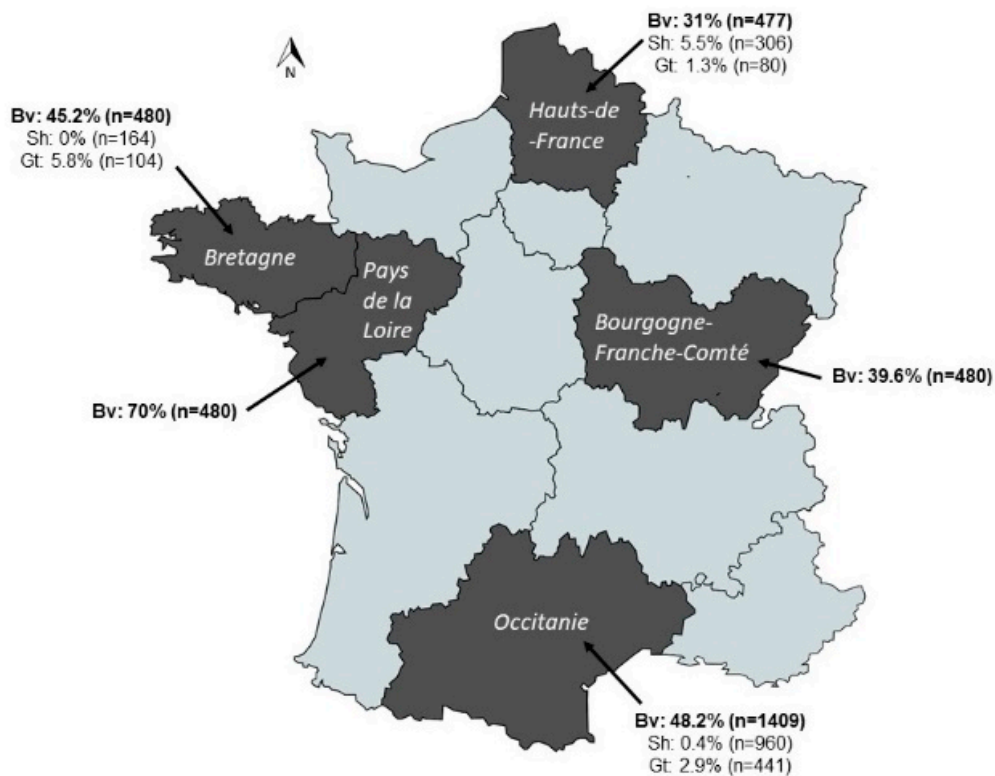 Bv: 31% (n=477)
Sh: 5.5% (n=306)
Gt: 1.3% (n=80)
N
Hauts-de
-France
Bv: 45.2% (n=480)
Sh: 0% (n=164)
Gt: 5.8% (n=104)
Bretagne
Pays
de la
Loire
Bourgogne-
Franche-Comté
Bv: 39.6% (n=480)
Bv: 70% (n=480)
Occitanie
Bv: 48.2% (n=1409)
Sh: 0.4% (n=960)
Gt: 2.9% (n=441)